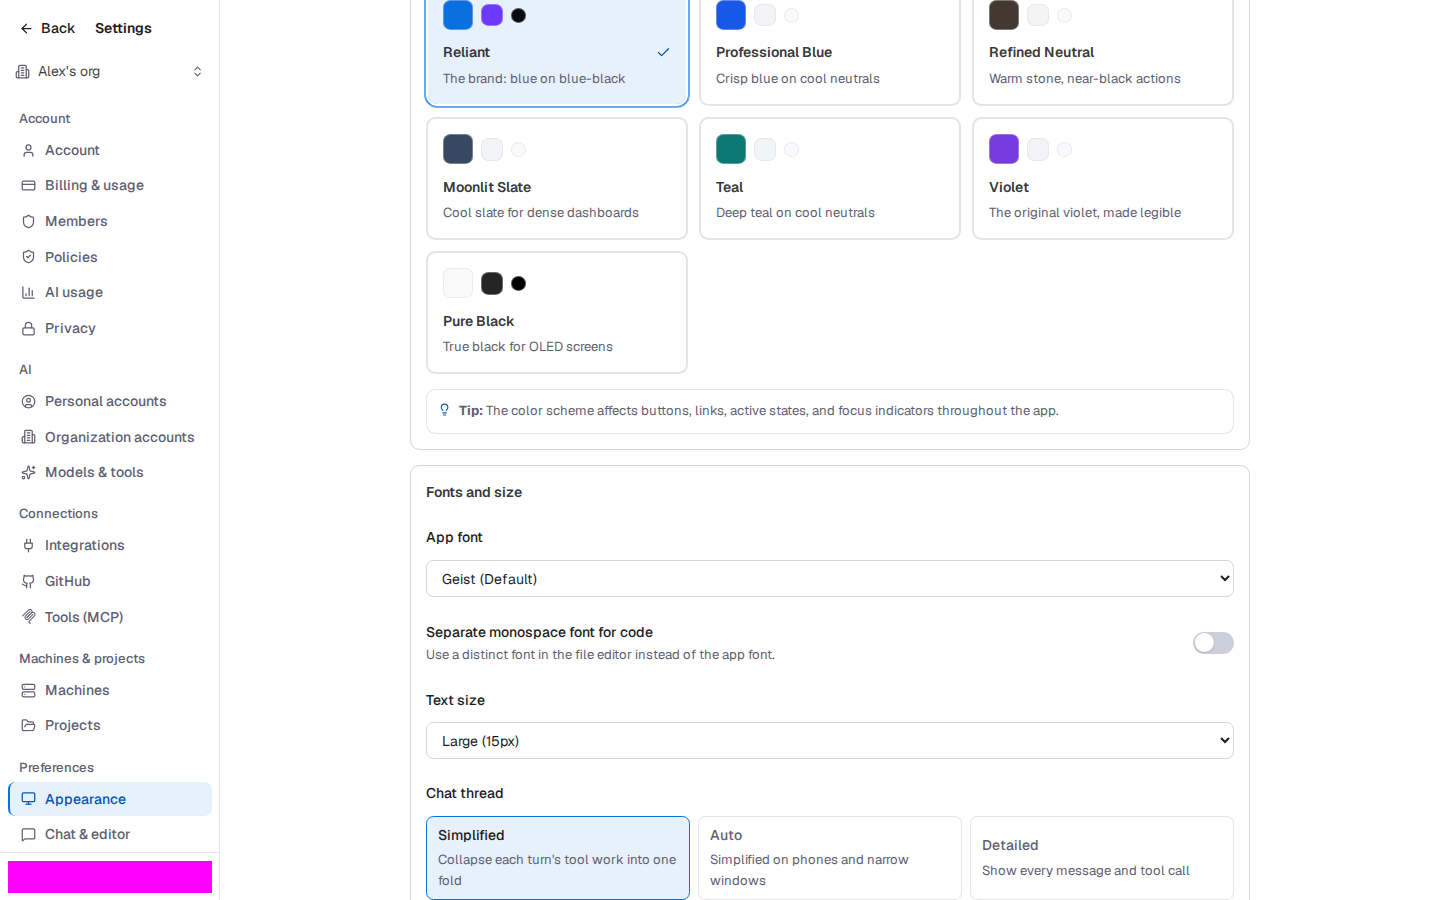 Back
Settings
Alex's org
Account
Account
Billing & usage
Members
Policies
AI usage
Privacy
AI
Personal accounts
Organization accounts
Models & tools
Connections
Integrations
GitHub
Tools (MCP)
Machines & projects
Machines
Projects
Preferences
Appearance
Chat & editor
Reliant
The brand: blue on blue-black
Professional Blue
Crisp blue on cool neutrals
Refined Neutral
Warm stone, near-black actions
Moonlit Slate
Cool slate for dense dashboards
Teal
Deep teal on cool neutrals
Violet
The original violet, made legible
Pure Black
True black for OLED screens
Tip: The color scheme affects buttons, links, active states, and focus indicators throughout the app.
Fonts and size
App font
Geist (Default)
Separate monospace font for code
Use a distinct font in the file editor instead of the app font.
Text size
Large (15px)
Chat thread
Simplified
Collapse each turn's tool work into one
fold
Auto
Simplified on phones and narrow
windows
Detailed
Show every message and tool call